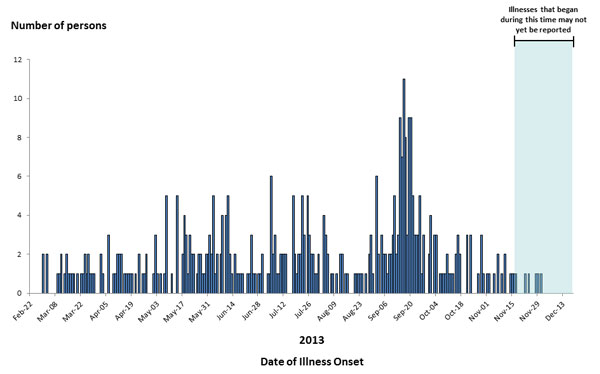 Illnesses that began
during this time may not
yet be reported
Number of persons
12
10
8
6
4
2
0
Feb-22
Mar-08
Mar-22
Apr-05
Apr-19
May-03
May-17
May-31
Jun-14
Jun-28
Jul-12
Jul-26
Aug-09
Aug-23
Sep-06
Sep-20
Oct-04
Oct-18
Nov-01
Nov-15
Nov-29
Dec-13
2013
Date of Illness Onset